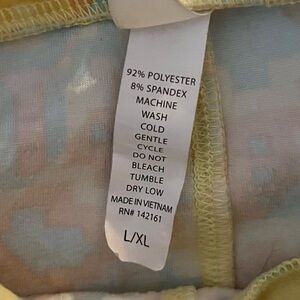 92% POLYESTER
8% SPANDEX
MACHINE
WASH
COLD
GENTLE
CYCLE
DO NOT
BLEACH
TUMBLE
DRY LOW
MADE IN VIETNAM
RN# 142161
L/XL